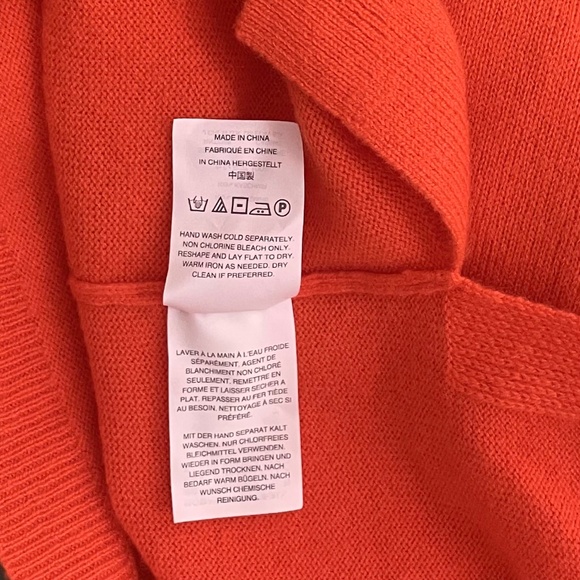 MADE IN CHINA
FABRIQUÉ EN CHINE
IN CHINA HEHGESTELLT
中国製
P
HAND WASH COLD SEPARATELY.
NON CHLORINE BLEACH ONLY.
RESHAPE AND LAY FLAT TO DRY.
WARM IRON AS NEEDED. DRY
CLEAN IF PREFERRED.
LAVER À LA MAIN À L'EAU FROIDE
SÉPARÉMENT. AGENT DE
BLANCHIMENT NON CHLORÉ
SEULEMENT. REMETTRE EN
FORME ET LAISSER SECHER A
PLAT. REPASSER AU FER TIÈDE
AU BESOIN. NETTOYAGE À SEC SI
PRÉFÉRÉ.
MIT DER HAND SEPARAT KALT
WASCHEN. NUR CHLORFREIES
BLEICHMITTEL VERWENDEN.
WIEDER IN FORM BRINGEN UND
LIEGEND TROCKNEN. NACH
BEDARF WARM BÜGELN. NACH
WUNSCH CHEMISCHE
REINIGUNG.